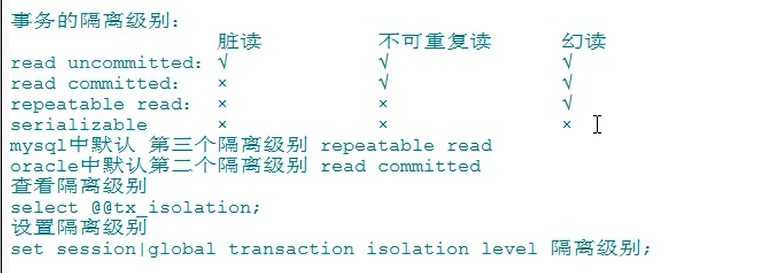 事务的隔离级别：
脏读 不可重复读 幻读
read uncommitted：√ √ √
read committed： × √ √
repeatable read： × × √
serializable × × ×
mysql中默认 第三个隔离级别 repeatable read
oracle中默认第二个隔离级别 read committed
查看隔离级别
select @@tx_isolation;
设置隔离级别
set session|global transaction isolation level 隔离级别;